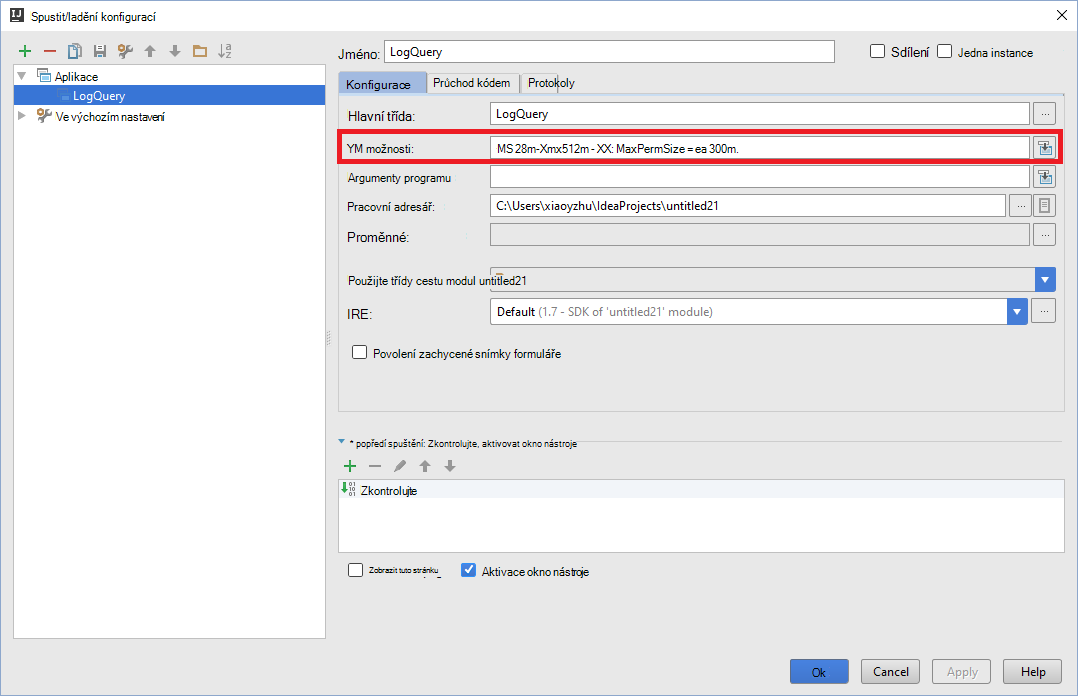 Spustit/ladění konfigurací
Jméno: LogQuery
Sdílení
Jedna instance
Aplikace
LogQuery
Ve výchozím nastavení
Konfigurace
Průchod kódem
Protokoly
Hlavní třída: LogQuery
YM možnosti: MS 28m-Xmx512m - XX: MaxPermSize = ea 300m.
Argumenty programu
Pracovní adresář: C:\Users\xiaoyzhu\IdeaProjects\untitled21
Proměnné:
Použijte třídy cestu modul untitled21
IRE: Default (1.7 - SDK of 'untitled21' module)
Povolení zachycené snímky formuláře
* popředí spuštění: Zkontrolujte, aktivovat okno nástroje
Zkontrolujte
Zobrazit tuto stránku
Aktivace okno nástroje
Ok
Cancel
Apply
Help